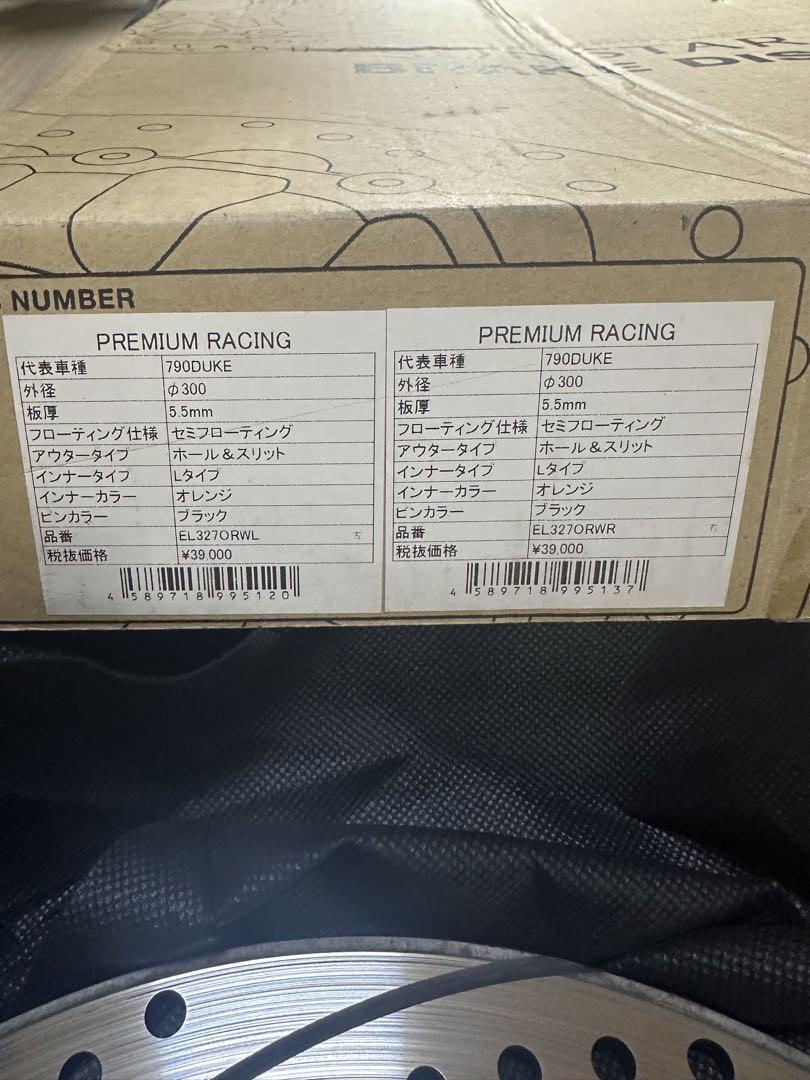 BRAKE DIS
NUMBER
PREMIUM RACING
代表車種 790DUKE
外径 φ300
板厚 5.5mm
フローティング仕様 セミフローティング
アウタータイプ ホール&スリット
インナータイプ Lタイプ
インナーカラー オレンジ
ピンカラー ブラック
品番 EL327ORWL 右
税抜価格 ¥39,000
4589718995120
PREMIUM RACING
代表車種 790DUKE
外径 φ300
板厚 5.5mm
フローティング仕様 セミフローティング
アウタータイプ ホール&スリット
インナータイプ Lタイプ
インナーカラー オレンジ
ピンカラー ブラック
品番 EL327ORWR 右
税抜価格 ¥39,000
4589718995137